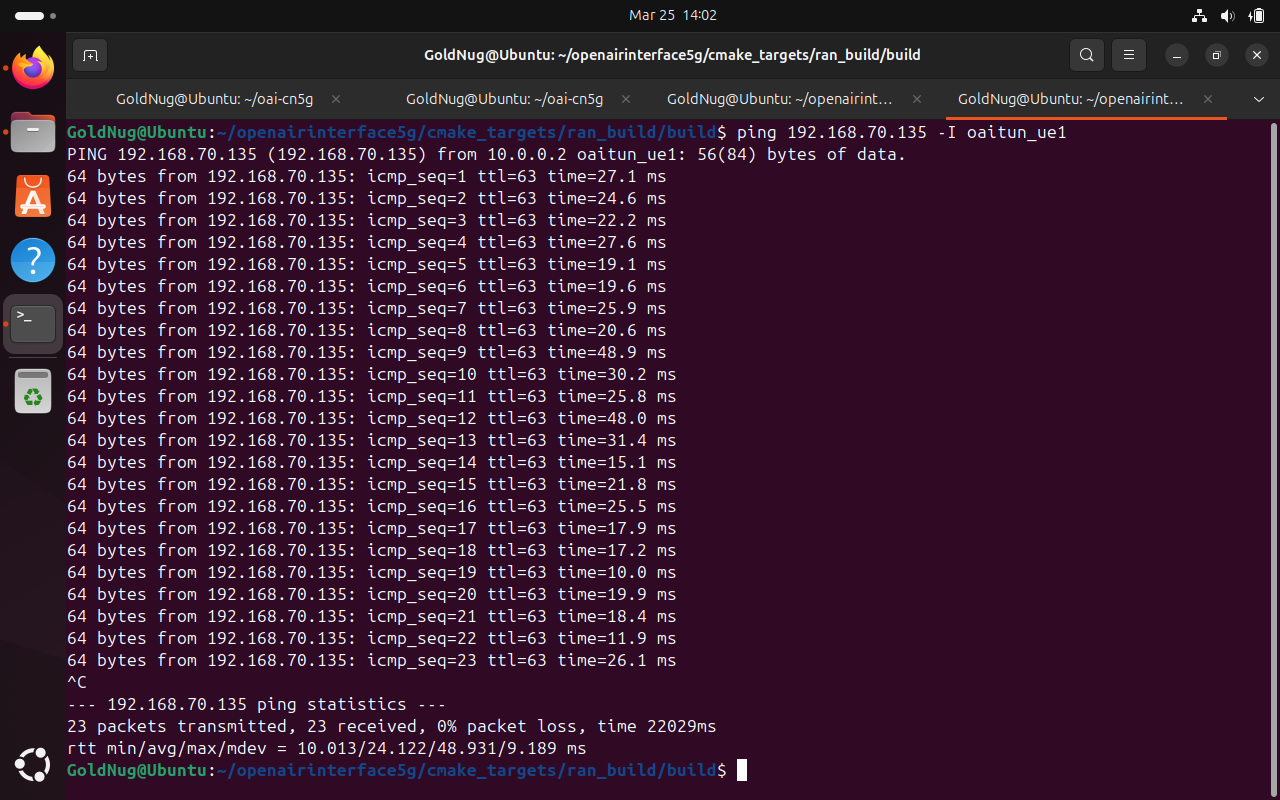 Mar 25 14:02
GoldNug@Ubuntu: ~/openairinterface5g/cmake_targets/ran_build/build
GoldNug@Ubuntu: ~/oai-cn5g
GoldNug@Ubuntu: ~/oai-cn5g
GoldNug@Ubuntu: ~/openairint...
GoldNug@Ubuntu: ~/openairint...
GoldNug@Ubuntu:~/openairinterface5g/cmake_targets/ran_build/build$ ping 192.168.70.135 -I oaitun_ue1
PING 192.168.70.135 (192.168.70.135) from 10.0.0.2 oaitun_ue1: 56(84) bytes of data.
64 bytes from 192.168.70.135: icmp_seq=1 ttl=63 time=27.1 ms
64 bytes from 192.168.70.135: icmp_seq=2 ttl=63 time=24.6 ms
64 bytes from 192.168.70.135: icmp_seq=3 ttl=63 time=22.2 ms
64 bytes from 192.168.70.135: icmp_seq=4 ttl=63 time=27.6 ms
64 bytes from 192.168.70.135: icmp_seq=5 ttl=63 time=19.1 ms
64 bytes from 192.168.70.135: icmp_seq=6 ttl=63 time=19.6 ms
64 bytes from 192.168.70.135: icmp_seq=7 ttl=63 time=25.9 ms
64 bytes from 192.168.70.135: icmp_seq=8 ttl=63 time=20.6 ms
64 bytes from 192.168.70.135: icmp_seq=9 ttl=63 time=48.9 ms
64 bytes from 192.168.70.135: icmp_seq=10 ttl=63 time=30.2 ms
64 bytes from 192.168.70.135: icmp_seq=11 ttl=63 time=25.8 ms
64 bytes from 192.168.70.135: icmp_seq=12 ttl=63 time=48.0 ms
64 bytes from 192.168.70.135: icmp_seq=13 ttl=63 time=31.4 ms
64 bytes from 192.168.70.135: icmp_seq=14 ttl=63 time=15.1 ms
64 bytes from 192.168.70.135: icmp_seq=15 ttl=63 time=21.8 ms
64 bytes from 192.168.70.135: icmp_seq=16 ttl=63 time=25.5 ms
64 bytes from 192.168.70.135: icmp_seq=17 ttl=63 time=17.9 ms
64 bytes from 192.168.70.135: icmp_seq=18 ttl=63 time=17.2 ms
64 bytes from 192.168.70.135: icmp_seq=19 ttl=63 time=10.0 ms
64 bytes from 192.168.70.135: icmp_seq=20 ttl=63 time=19.9 ms
64 bytes from 192.168.70.135: icmp_seq=21 ttl=63 time=18.4 ms
64 bytes from 192.168.70.135: icmp_seq=22 ttl=63 time=11.9 ms
64 bytes from 192.168.70.135: icmp_seq=23 ttl=63 time=26.1 ms
^C
--- 192.168.70.135 ping statistics ---
23 packets transmitted, 23 received, 0% packet loss, time 22029ms
rtt min/avg/max/mdev = 10.013/24.122/48.931/9.189 ms
GoldNug@Ubuntu:~/openairinterface5g/cmake_targets/ran_build/build$